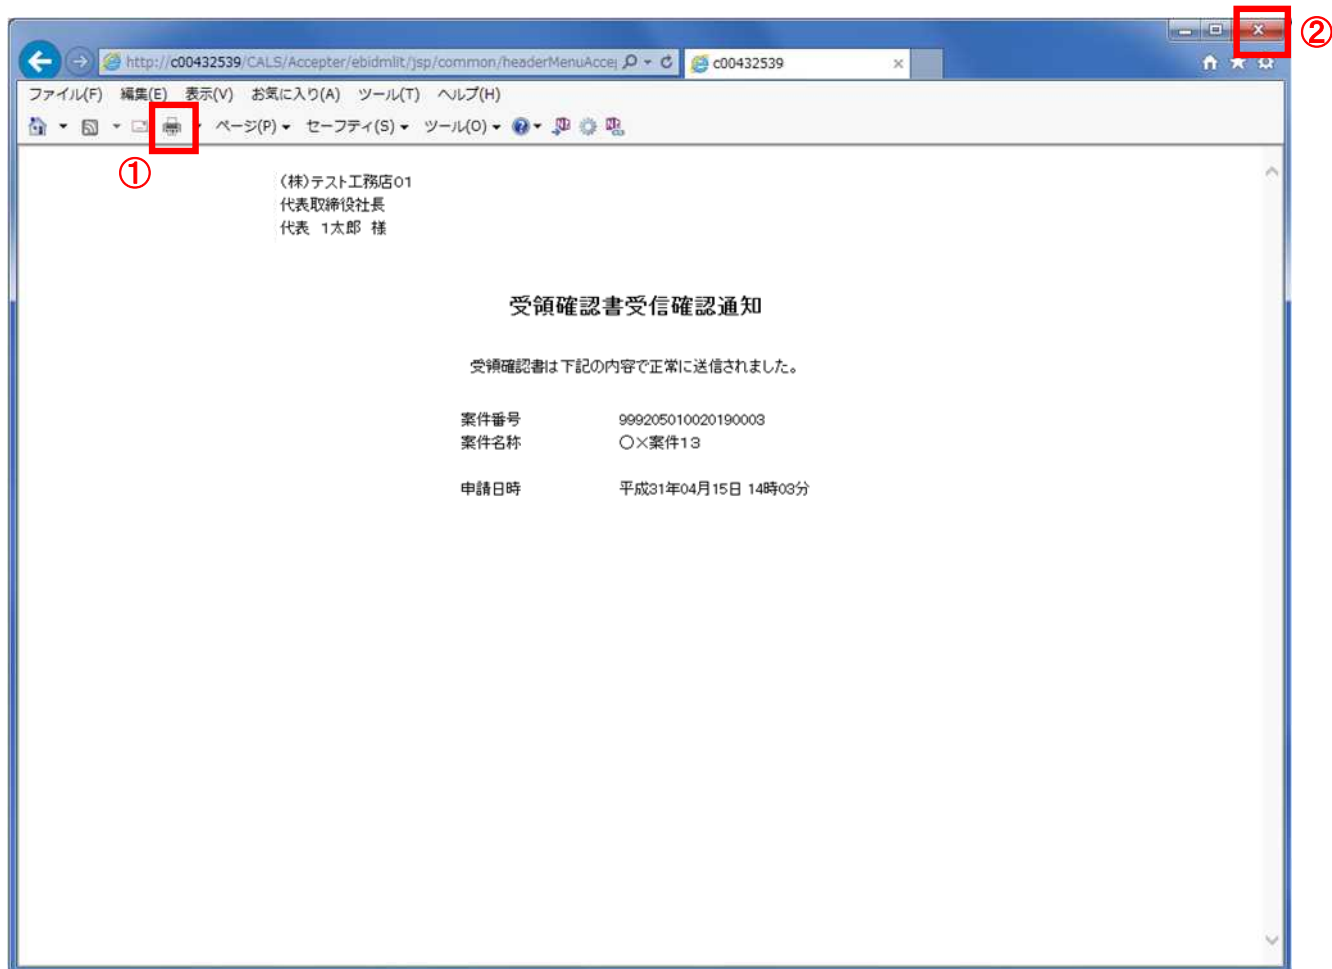 ②
http://c00432539/CALS/Accepter/ebidmlit/jsp/common/headerMenuAccep
c00432539
ファイル(F) 編集(E) 表示(V) お気に入り(A) ツール(T) ヘルプ(H)
ページ(P) セーフティ(S) ツール(O)
①
(株)テスト工務店01
代表取締役社長
代表 1太郎 様
受領確認書受信確認通知
受領確認書は下記の内容で正常に送信されました。
案件番号 999205010020190003
案件名称 ○×案件13
申請日時 平成31年04月15日 14時03分